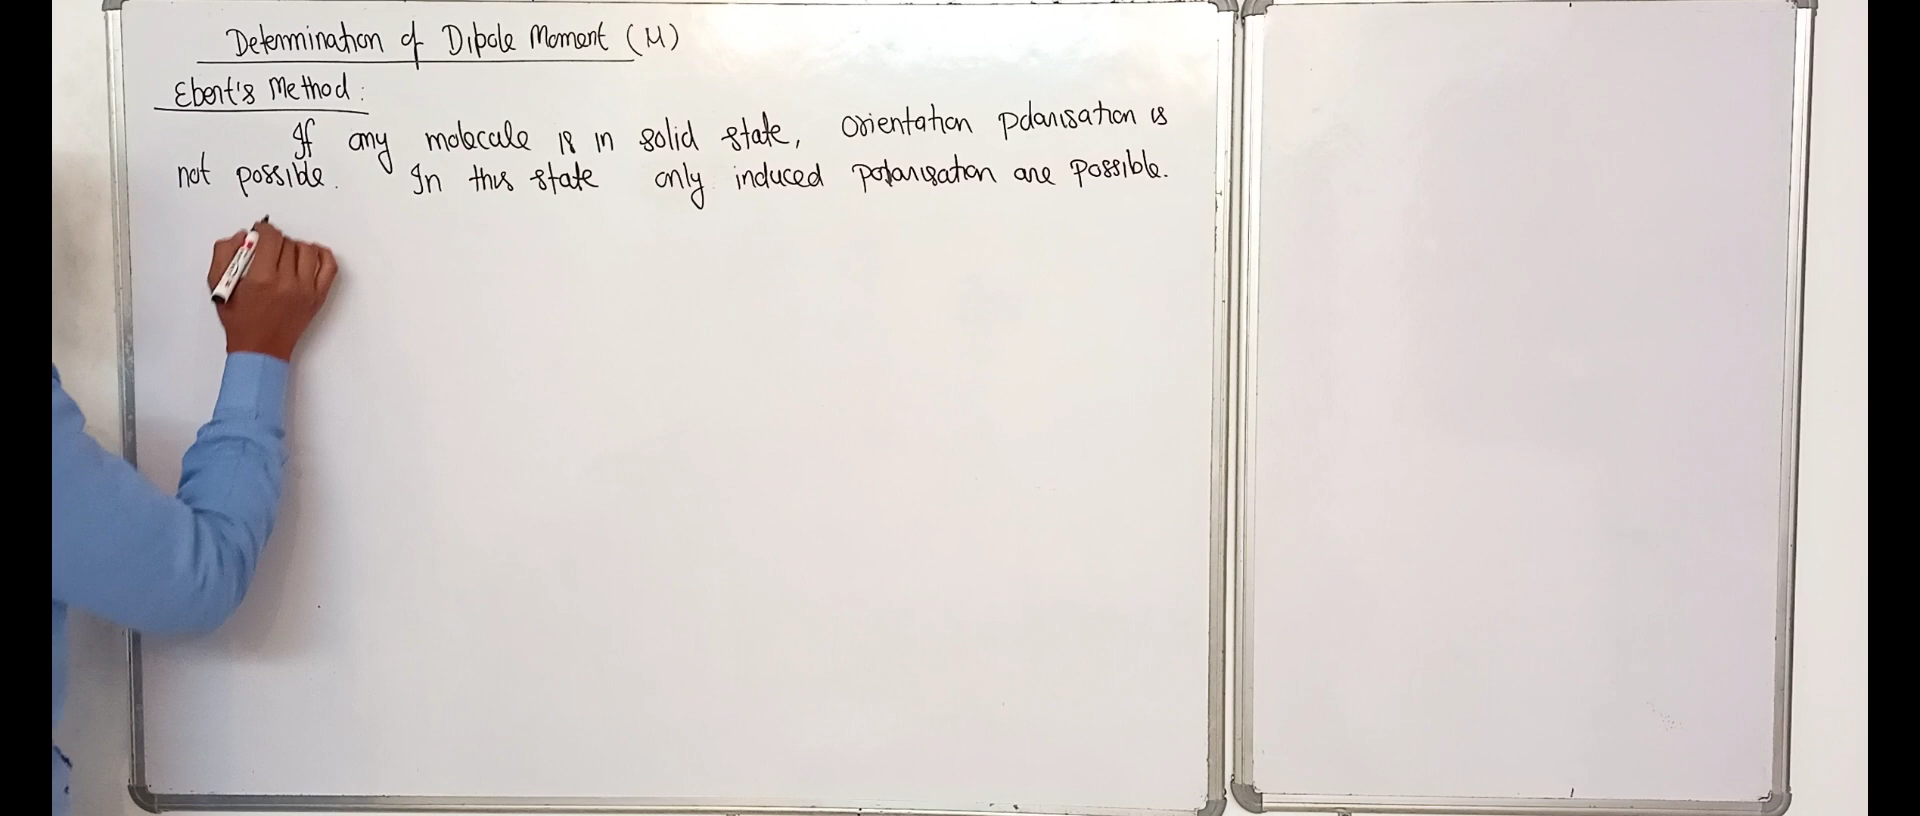 Determination of Dipole Moment (μ)
Ebert's Method:
If any molecule is in solid state, orientation polarisation is
not possible. In this state only induced polarisation are possible.